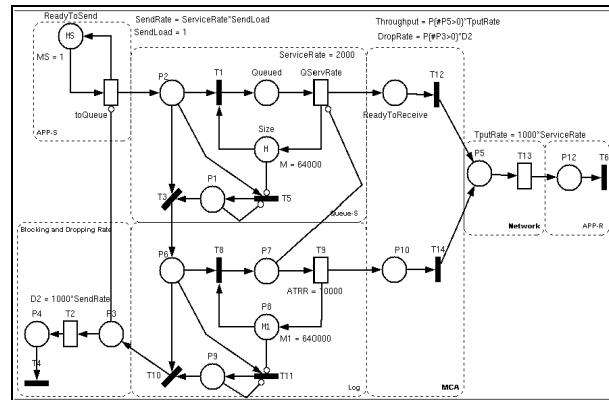 ReadyToSend
SendRate = ServiceRate*SendLoad
SendLoad = 1
Throughput = P{#P5>0}*TputRate
DropRate = P{#P3>0}*D2
MS
MS = 1
toQueue
APP-S
ServiceRate = 2000
P2
T1
Queued
QServRate
T12
ReadyToReceive
Size
M
M = 64000
TputRate = 1000*ServiceRate
P5
T13
P12
T6
P1
T3
T5
Queue-S
Network
APP-R
Blooking and Dropping Rate
P6
T8
P7
T9
P10
T14
ATRR = 10000
D2 = 1000*SendRate
P4
T2
P3
P8
M1
M1 = 640000
T4
P9
T10
T11
Log
MCA